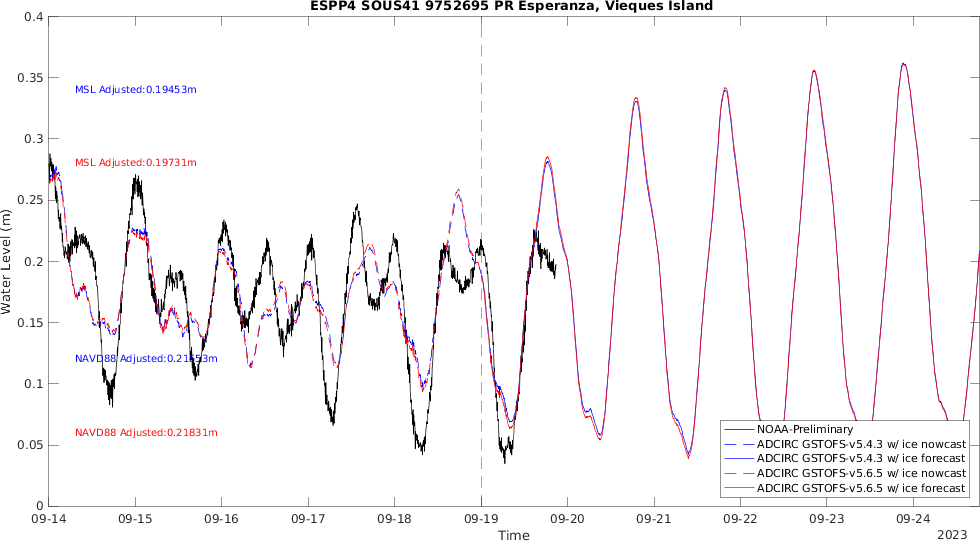 ESPP4 SOUS41 9752695 PR Esperanza, Vieques Island
0.4
0.35
0.3
0.25
0.2
0.15
0.1
0.05
0
Water Level (m)
MSL Adjusted:0.19453m
MSL Adjusted:0.19731m
NAVD88 Adjusted:0.21553m
NAVD88 Adjusted:0.21831m
NOAA-Preliminary
ADCIRC GSTOFS-v5.4.3 w/ ice nowcast
ADCIRC GSTOFS-v5.4.3 w/ ice forecast
ADCIRC GSTOFS-v5.6.5 w/ ice nowcast
ADCIRC GSTOFS-v5.6.5 w/ ice forecast
09-14 09-15 09-16 09-17 09-18 09-19 09-20 09-21 09-22 09-23 09-24
Time
2023